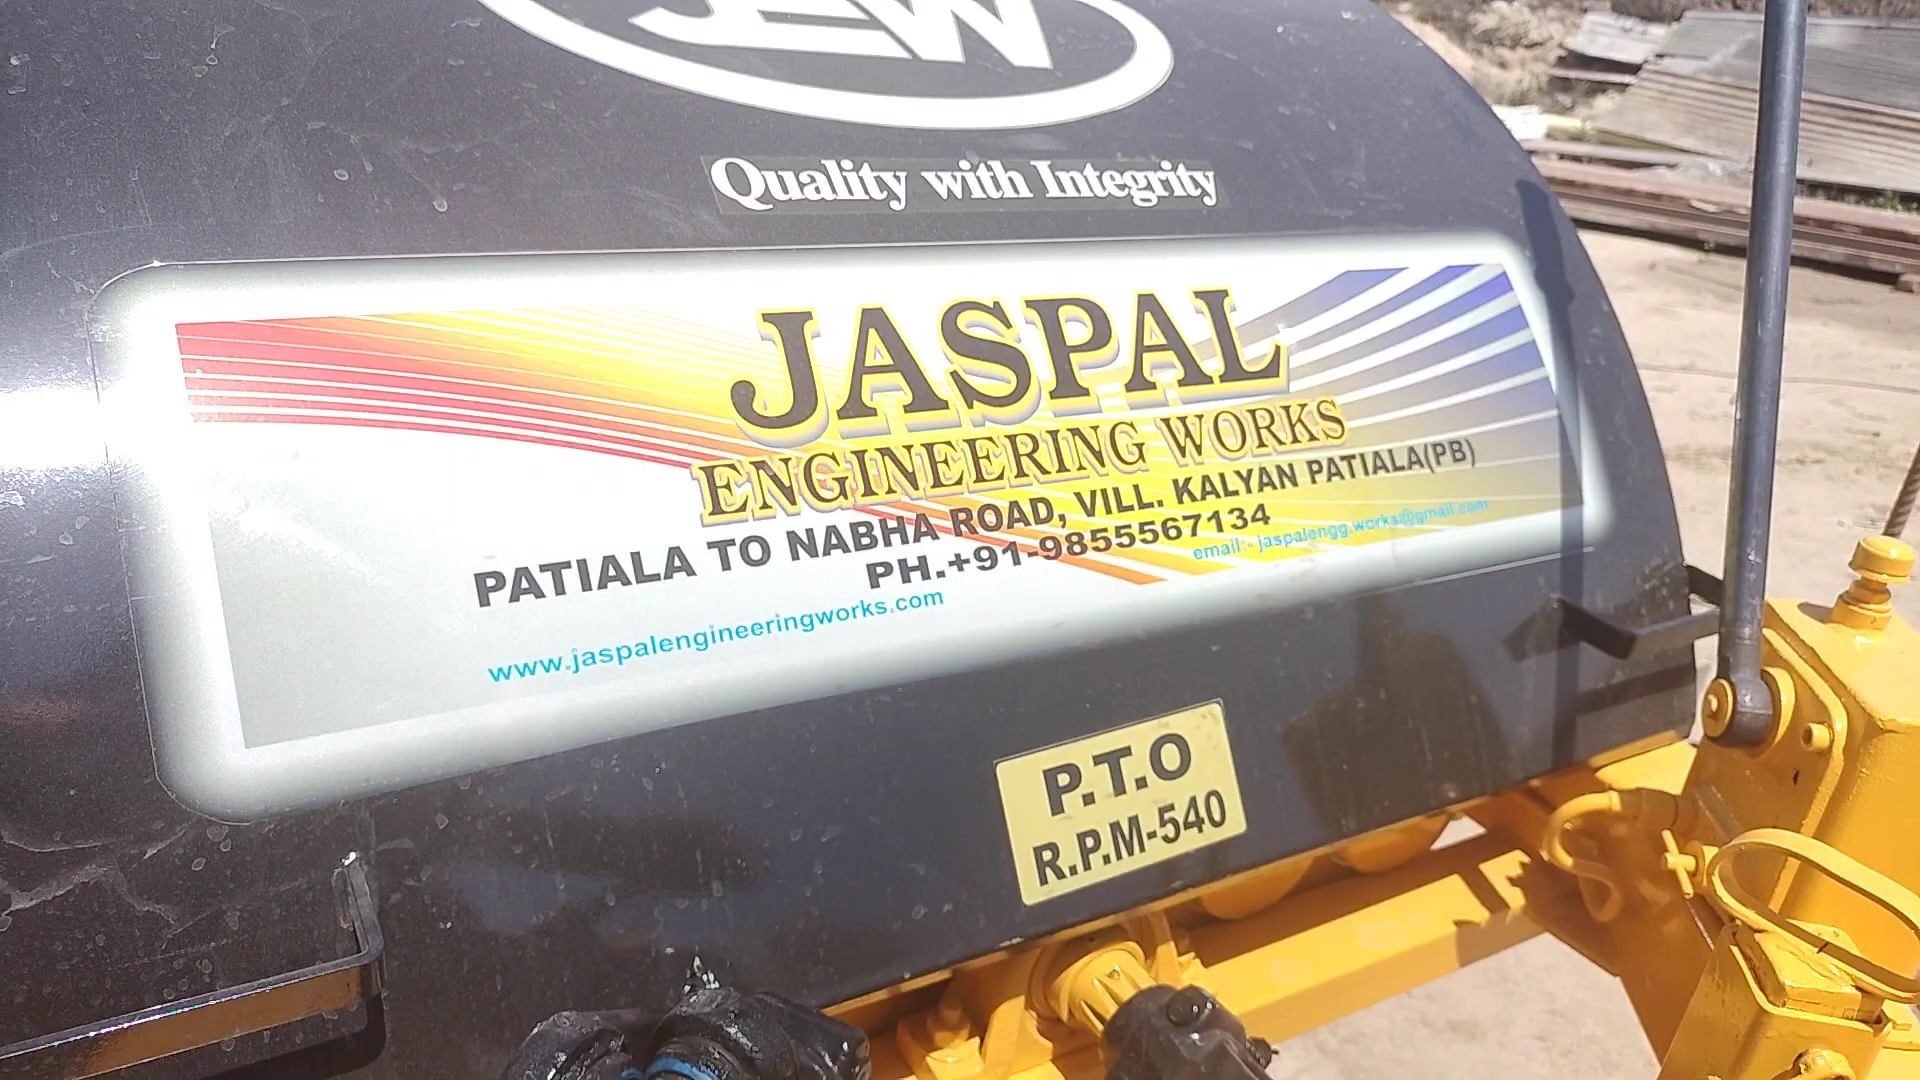 JEW
Quality with Integrity
JASPAL
ENGINEERING WORKS
PATIALA TO NABHA ROAD, VILL. KALYAN PATIALA(PB)
PH.+91-9855567134
email:- jaspalengg.works@gmail.com
www.jaspalengineeringworks.com
P.T.O
R.P.M-540